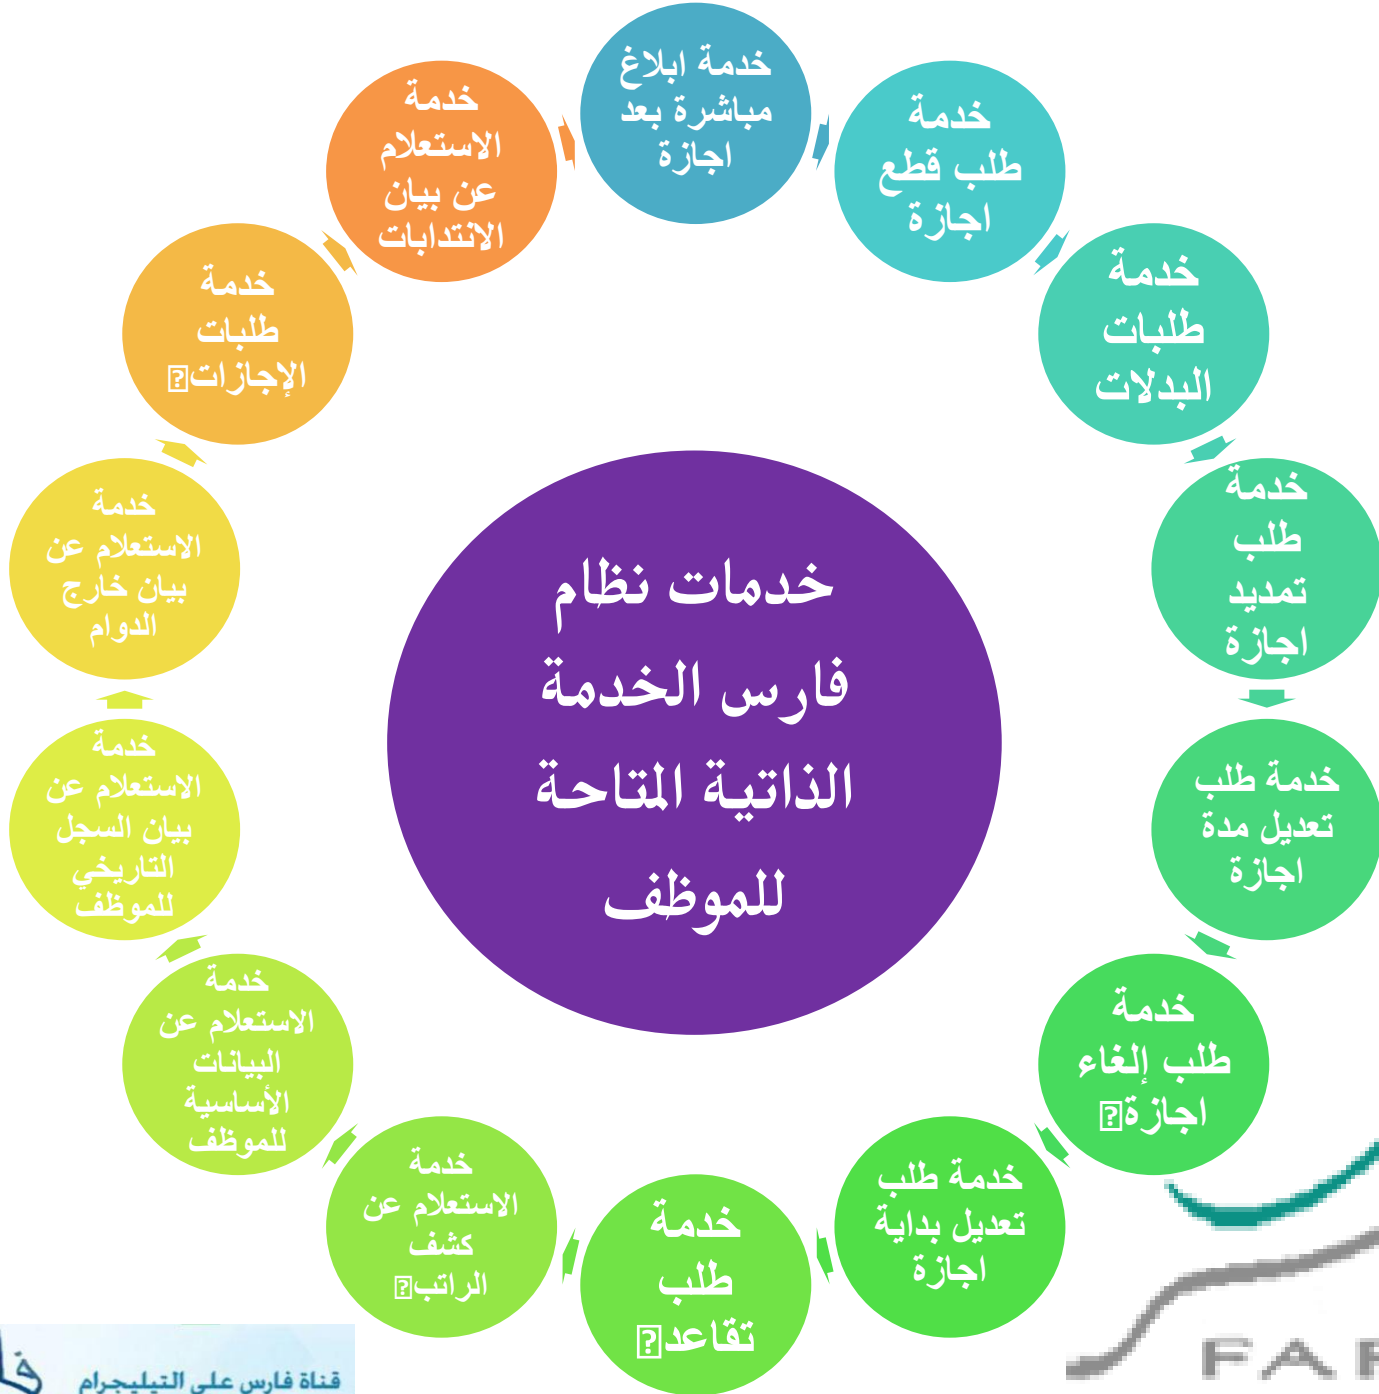 خدمات نظام
فارس الخدمة
الذاتية المتاحة
للموظف
خدمة ابلاغ
مباشرة بعد
اجازة
خدمة
طلب قطع
اجازة
خدمة
طلبات
البدلات
خدمة
طلب
تمديد
اجازة
خدمة طلب
تعديل مدة
اجازة
خدمة
طلب إلغاء
اجازة
خدمة طلب
تعديل بداية
اجازة
خدمة
طلب
تقاعد
خدمة
الاستعلام عن
كشف
الراتب
خدمة
الاستعلام عن
البيانات
الأساسية
للموظف
خدمة
الاستعلام عن
بيان السجل
التاريخي
للموظف
خدمة
الاستعلام عن
بيان خارج
الدوام
خدمة
طلبات
الإجازات
خدمة
الاستعلام
عن بيان
الانتدابات
قناة فارس على التيليجرام